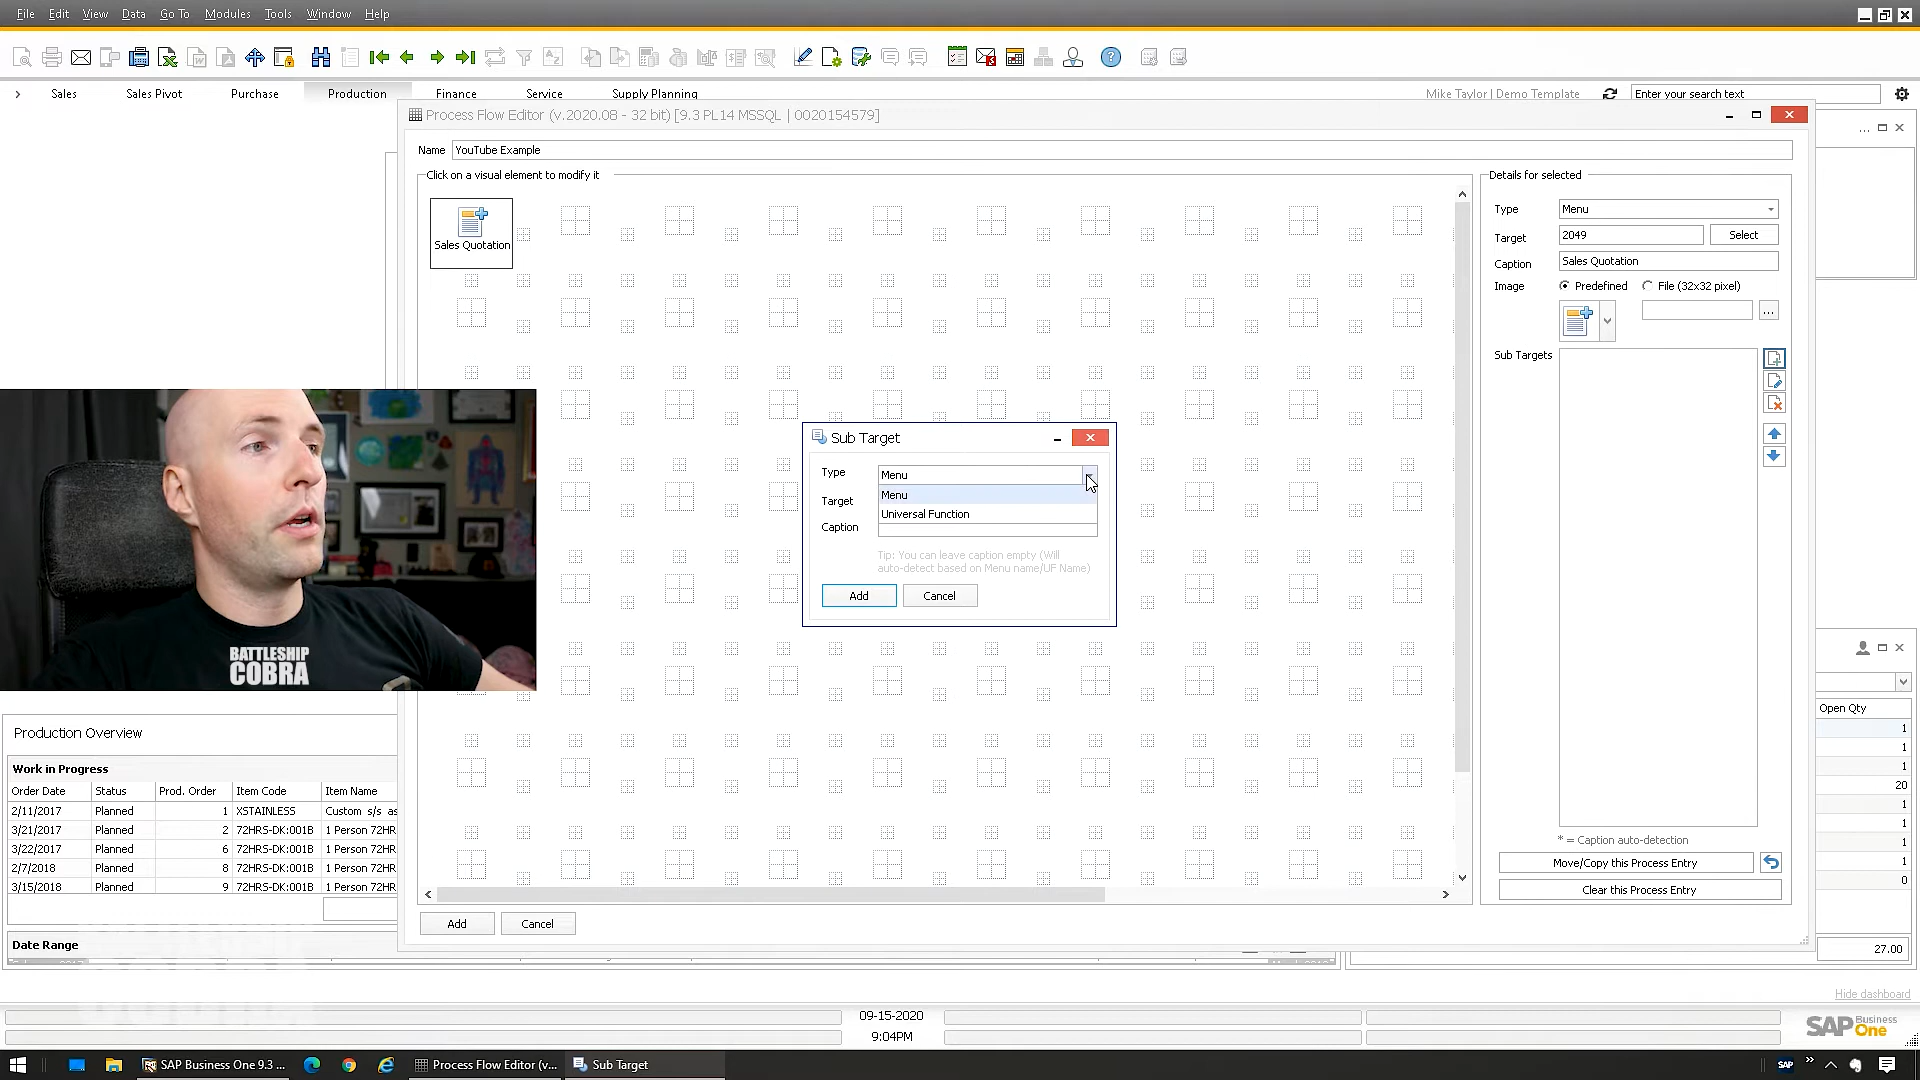 File Edit View Data Go To Modules Tools Window Help
Sales Sales Pivot Purchase Production Finance Service Supply Planning
Mike Taylor | Demo Template
Enter your search text
Process Flow Editor (v.2020.08 - 32 bit) [9.3 PL14 MSSQL | 0020154579]
Name YouTube Example
Click on a visual element to modify it
Sales Quotation
Details for selected
Type Menu
Target 2049 Select
Caption Sales Quotation
Image Predefined File (32x32 pixel)
...
Sub Targets
* = Caption auto-detection
Move/Copy this Process Entry
Clear this Process Entry
Sub Target
Type Menu
Menu
Universal Function
Target
Caption
Tip: You can leave caption empty (Will
auto-detect based on Menu name/UF Name)
Add Cancel
BATTLESHIP
COBRA
Add Cancel
Production Overview
Work in Progress
Order Date Status Prod. Order Item Code Item Name
2/11/2017 Planned 1 XSTAINLESS Custom s/s as
3/21/2017 Planned 2 72HRS-DK:001B 1 Person 72HR
3/22/2017 Planned 6 72HRS-DK:001B 1 Person 72HR
2/7/2018 Planned 8 72HRS-DK:001B 1 Person 72HR
3/15/2018 Planned 9 72HRS-DK:001B 1 Person 72HR
Date Range
Open Qty
1
1
1
20
1
1
1
1
0
27.00
Hide dashboard
09-15-2020
9:04PM
SAP Business
One
SAP Business One 9.3 ...
Process Flow Editor (v...
Sub Target
SAP